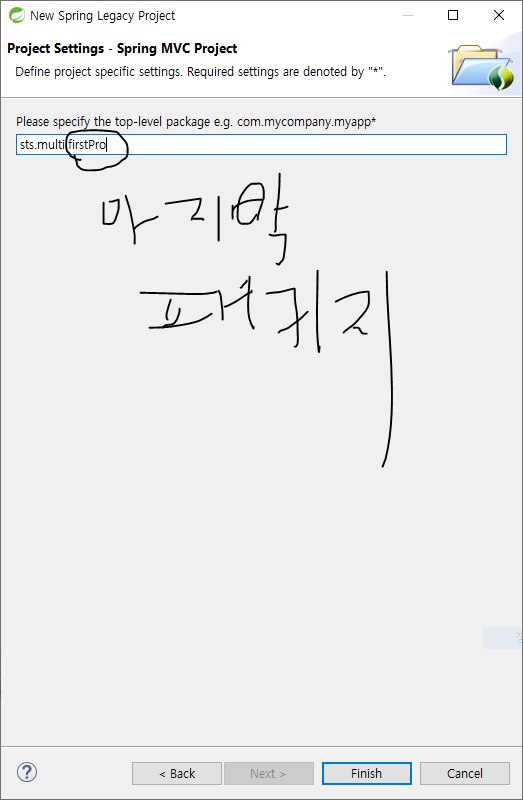 New Spring Legacy Project
Project Settings - Spring MVC Project
Define project specific settings. Required settings are denoted by "*".
Please specify the top-level package e.g. com.mycompany.myapp*
sts.multi.firstPro
마지막
패키지
?
< Back
Next >
Finish
Cancel